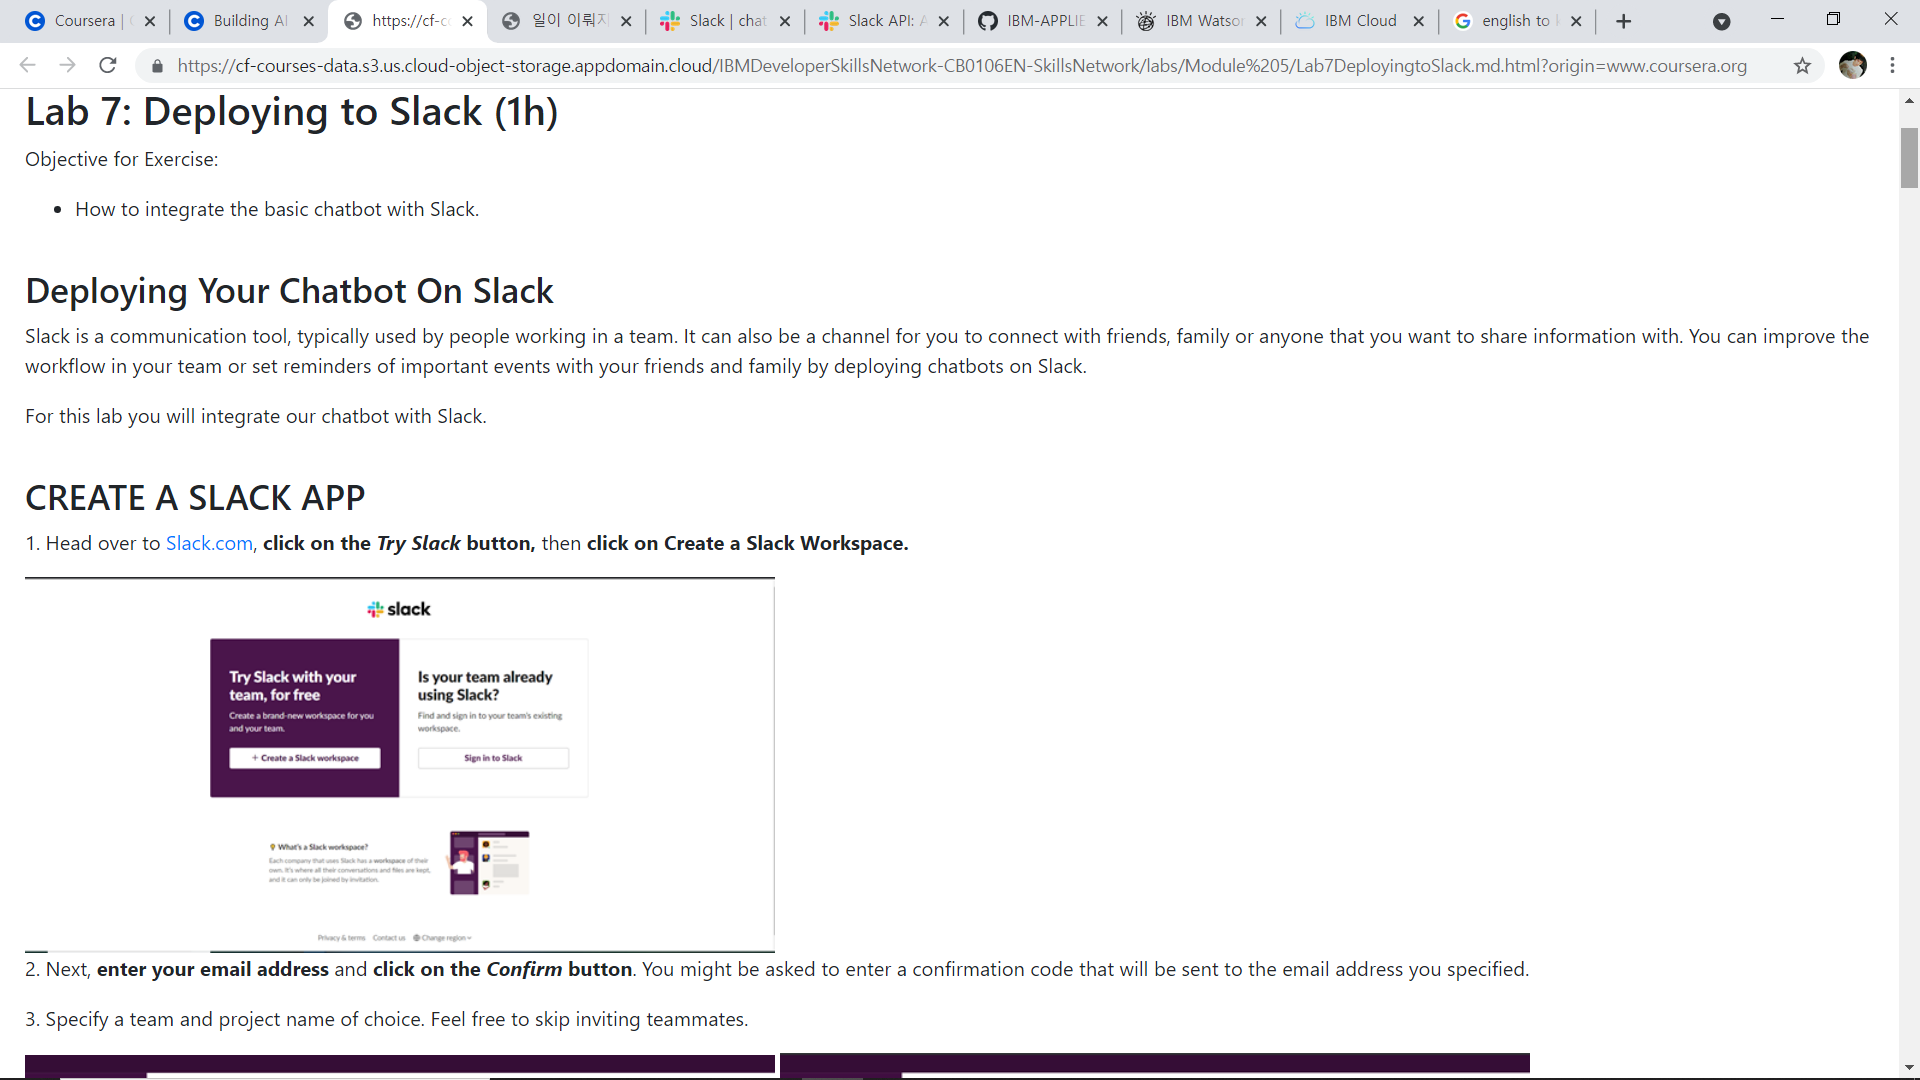 Coursera |
Building AI
https://cf-c
일이 이뤄지
Slack | chat
Slack API: A
IBM-APPLIE
IBM Watson
IBM Cloud
english to
https://cf-courses-data.s3.us.cloud-object-storage.appdomain.cloud/IBMDeveloperSkillsNetwork-CB0106EN-SkillsNetwork/labs/Module%205/Lab7DeployingtoSlack.md.html?origin=www.coursera.org
Lab 7: Deploying to Slack (1h)
Objective for Exercise:
• How to integrate the basic chatbot with Slack.
Deploying Your Chatbot On Slack
Slack is a communication tool, typically used by people working in a team. It can also be a channel for you to connect with friends, family or anyone that you want to share information with. You can improve the
workflow in your team or set reminders of important events with your friends and family by deploying chatbots on Slack.
For this lab you will integrate our chatbot with Slack.
CREATE A SLACK APP
1. Head over to Slack.com, click on the Try Slack button, then click on Create a Slack Workspace.
slack
Try Slack with your
team, for free
Create a brand-new workspace for you
and your team.
+ Create a Slack workspace
Is your team already
using Slack?
Find and sign in to your team's existing
workspace.
Sign in to Slack
What's a Slack workspace?
Each company that uses Slack has a workspace of their
own. It's where all their conversations and files are kept,
and it can only be joined by invitation.
Privacy & terms Contact us Change region
2. Next, enter your email address and click on the Confirm button. You might be asked to enter a confirmation code that will be sent to the email address you specified.
3. Specify a team and project name of choice. Feel free to skip inviting teammates.